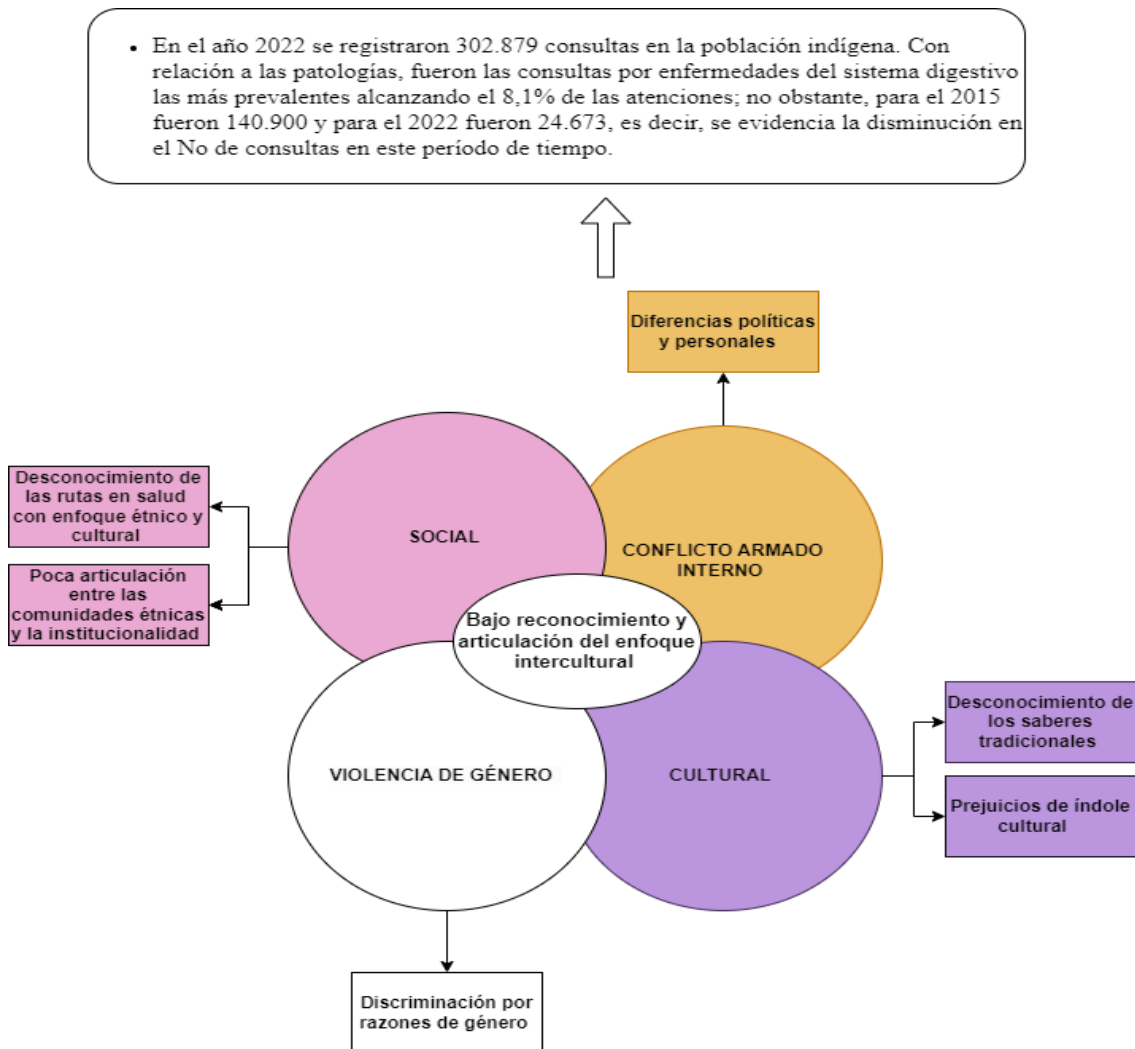 • En el año 2022 se registraron 302.879 consultas en la población indígena. Con
relación a las patologías, fueron las consultas por enfermedades del sistema digestivo
las más prevalentes alcanzando el 8,1% de las atenciones; no obstante, para el 2015
fueron 140.900 y para el 2022 fueron 24.673, es decir, se evidencia la disminución en
el No de consultas en este período de tiempo.
Diferencias políticas
y personales
Desconocimiento de
las rutas en salud
con enfoque étnico y
cultural
Poca articulación
entre las
comunidades étnicas
y la institucionalidad
SOCIAL
CONFLICTO ARMADO
INTERNO
Bajo reconocimiento y
articulación del enfoque
intercultural
VIOLENCIA DE GÉNERO
CULTURAL
Desconocimiento de
los saberes
tradicionales
Prejuicios de índole
cultural
Discriminación por
razones de género